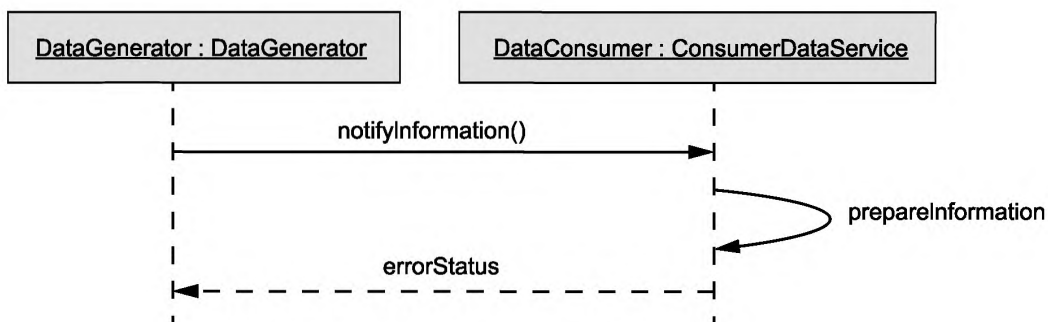 DataGenerator : DataGenerator
DataConsumer : ConsumerDataService
notifyInformation()
prepareInformation
errorStatus